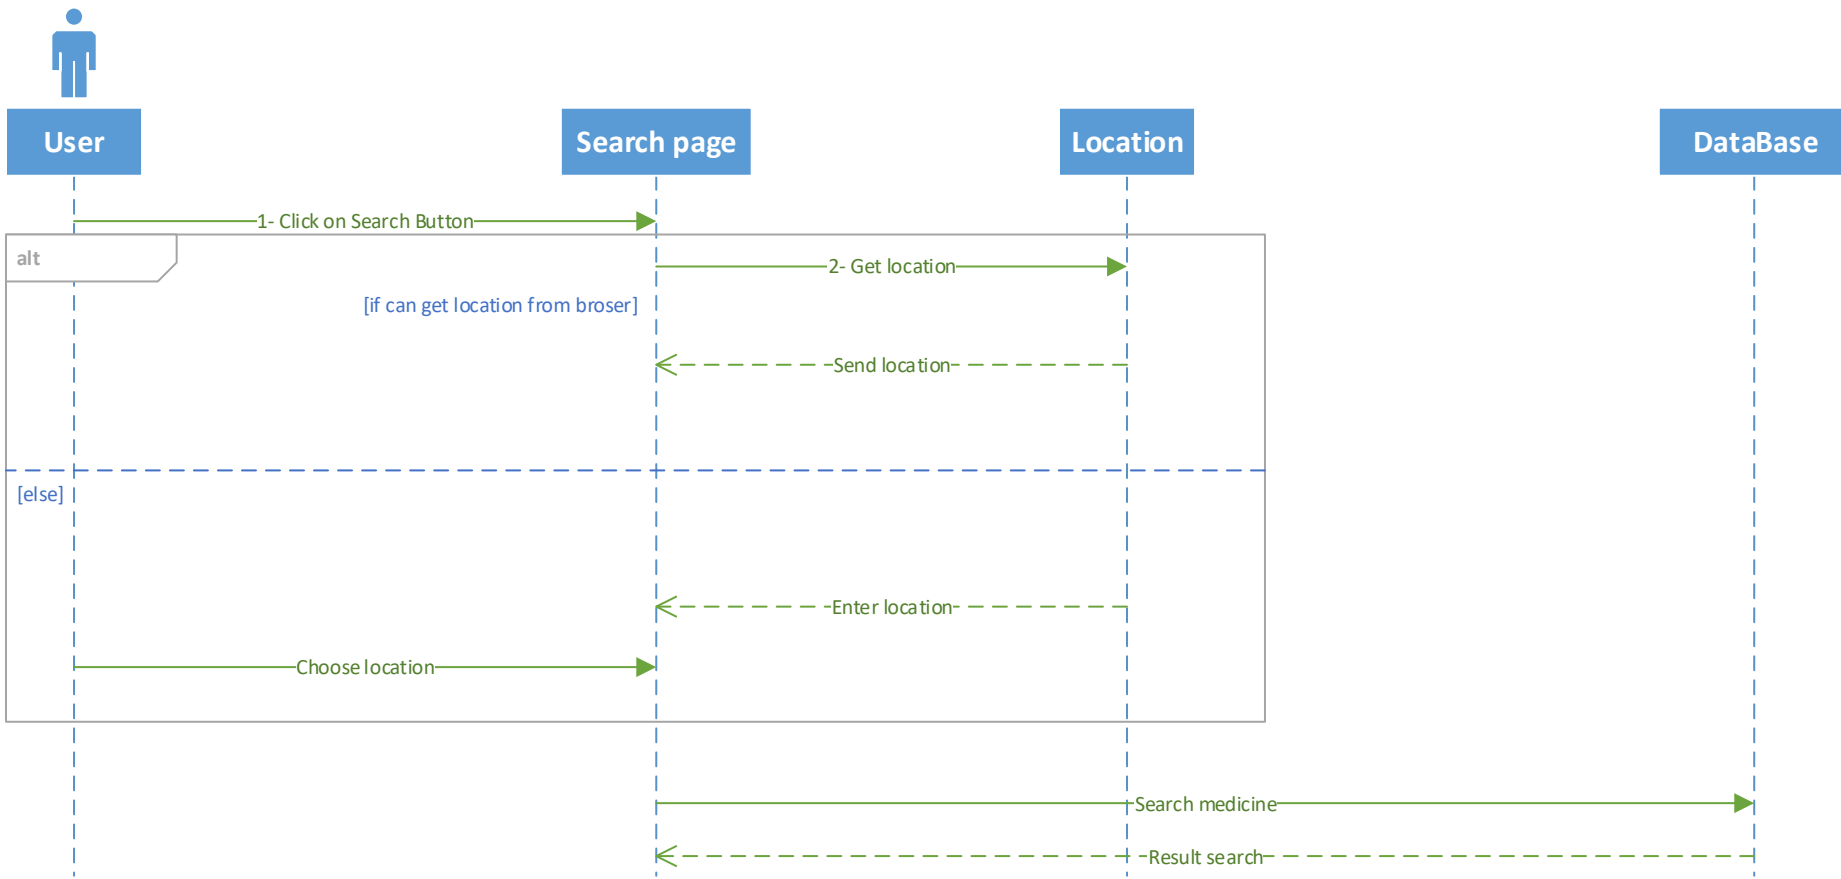 User
Search page
Location
DataBase
1- Click on Search Button
alt
2- Get location
[if can get location from broser]
Send location
[else]
Enter location
Choose location
Search medicine
Result search